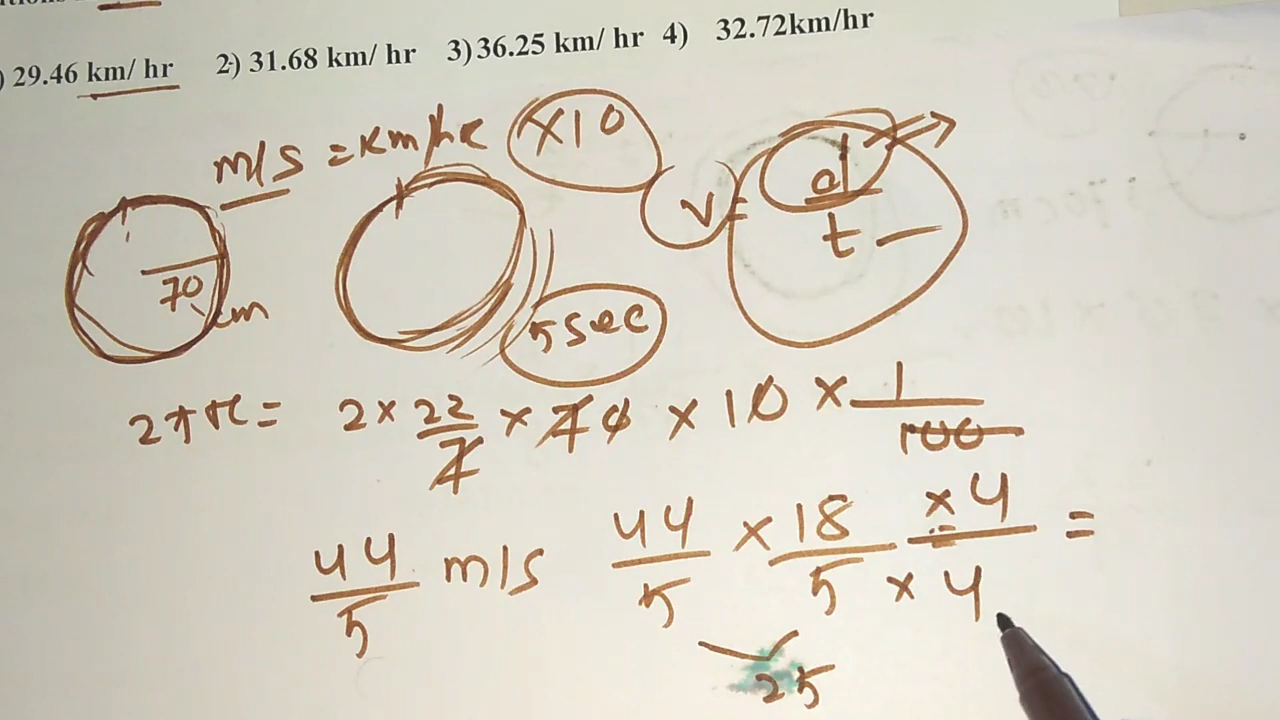 ) 29.46 km/ hr 2) 31.68 km/ hr 3) 36.25 km/ hr 4) 32.72km/hr
m/s = km/hr ×10
v = d/t
70 cm
5 sec
2πr = 2 × 22/7 × 70 × 10 × 1/100
44/5 m/s 44/5 × 18/5 × 4/× 4 =
25